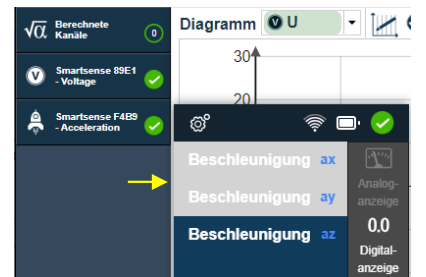 √α Berechnete
Kanäle 0
Diagramm V U
30
20
V Smartsense 89E1
- Voltage
Smartsense F4B9
- Acceleration
Beschleunigung ax
Beschleunigung ay
Beschleunigung az
Analog-
anzeige
0.0
Digital-
anzeige